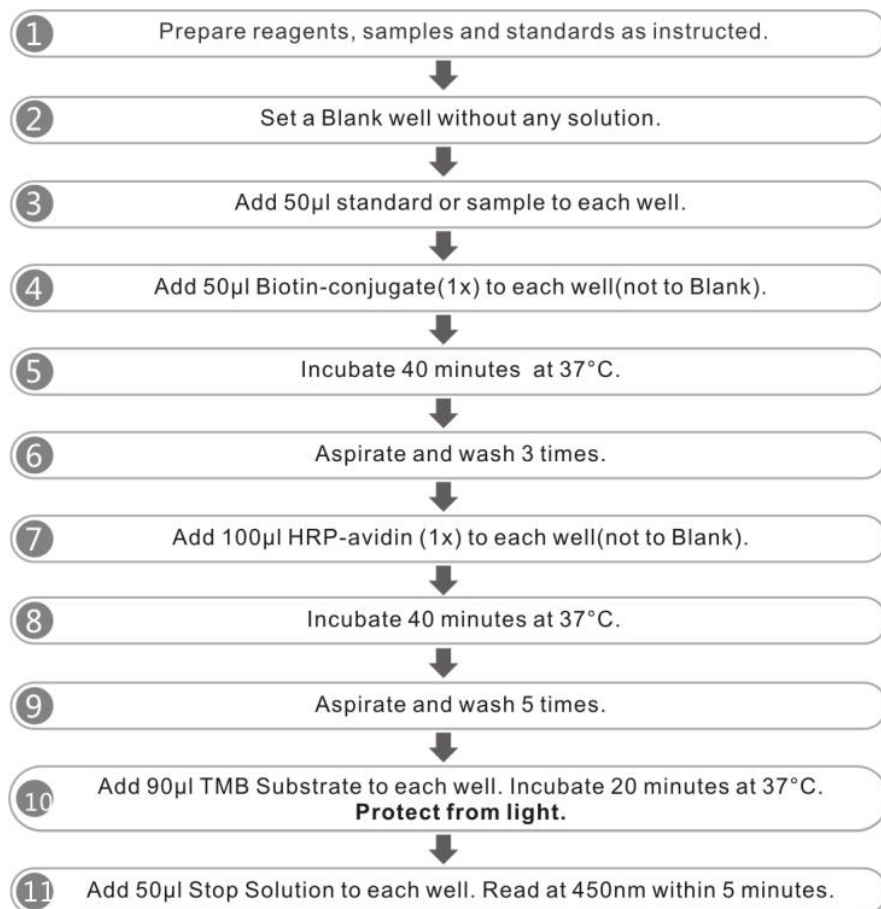 1 Prepare reagents, samples and standards as instructed.
2 Set a Blank well without any solution.
3 Add 50μl standard or sample to each well.
4 Add 50μl Biotin-conjugate(1x) to each well(not to Blank).
5 Incubate 40 minutes at 37°C.
6 Aspirate and wash 3 times.
7 Add 100μl HRP-avidin (1x) to each well(not to Blank).
8 Incubate 40 minutes at 37°C.
9 Aspirate and wash 5 times.
10 Add 90μl TMB Substrate to each well. Incubate 20 minutes at 37°C.
Protect from light.
11 Add 50μl Stop Solution to each well. Read at 450nm within 5 minutes.